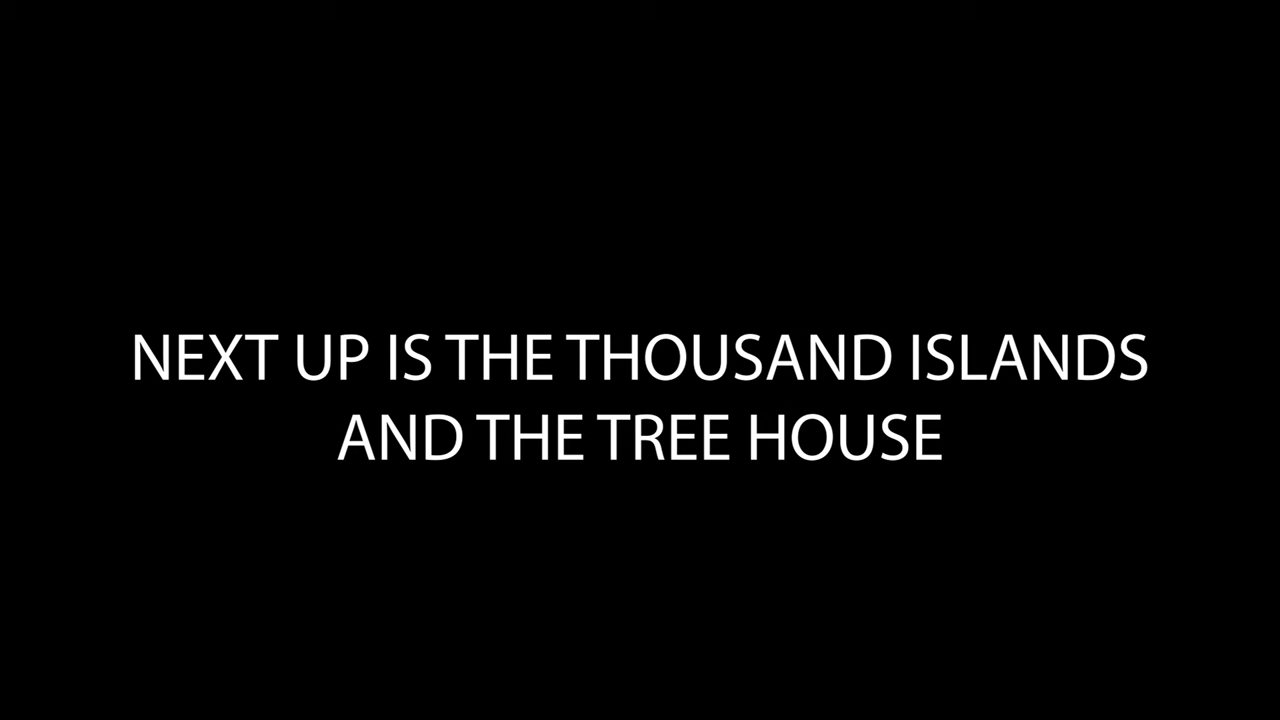 NEXT UP IS THE THOUSAND ISLANDS
AND THE TREE HOUSE